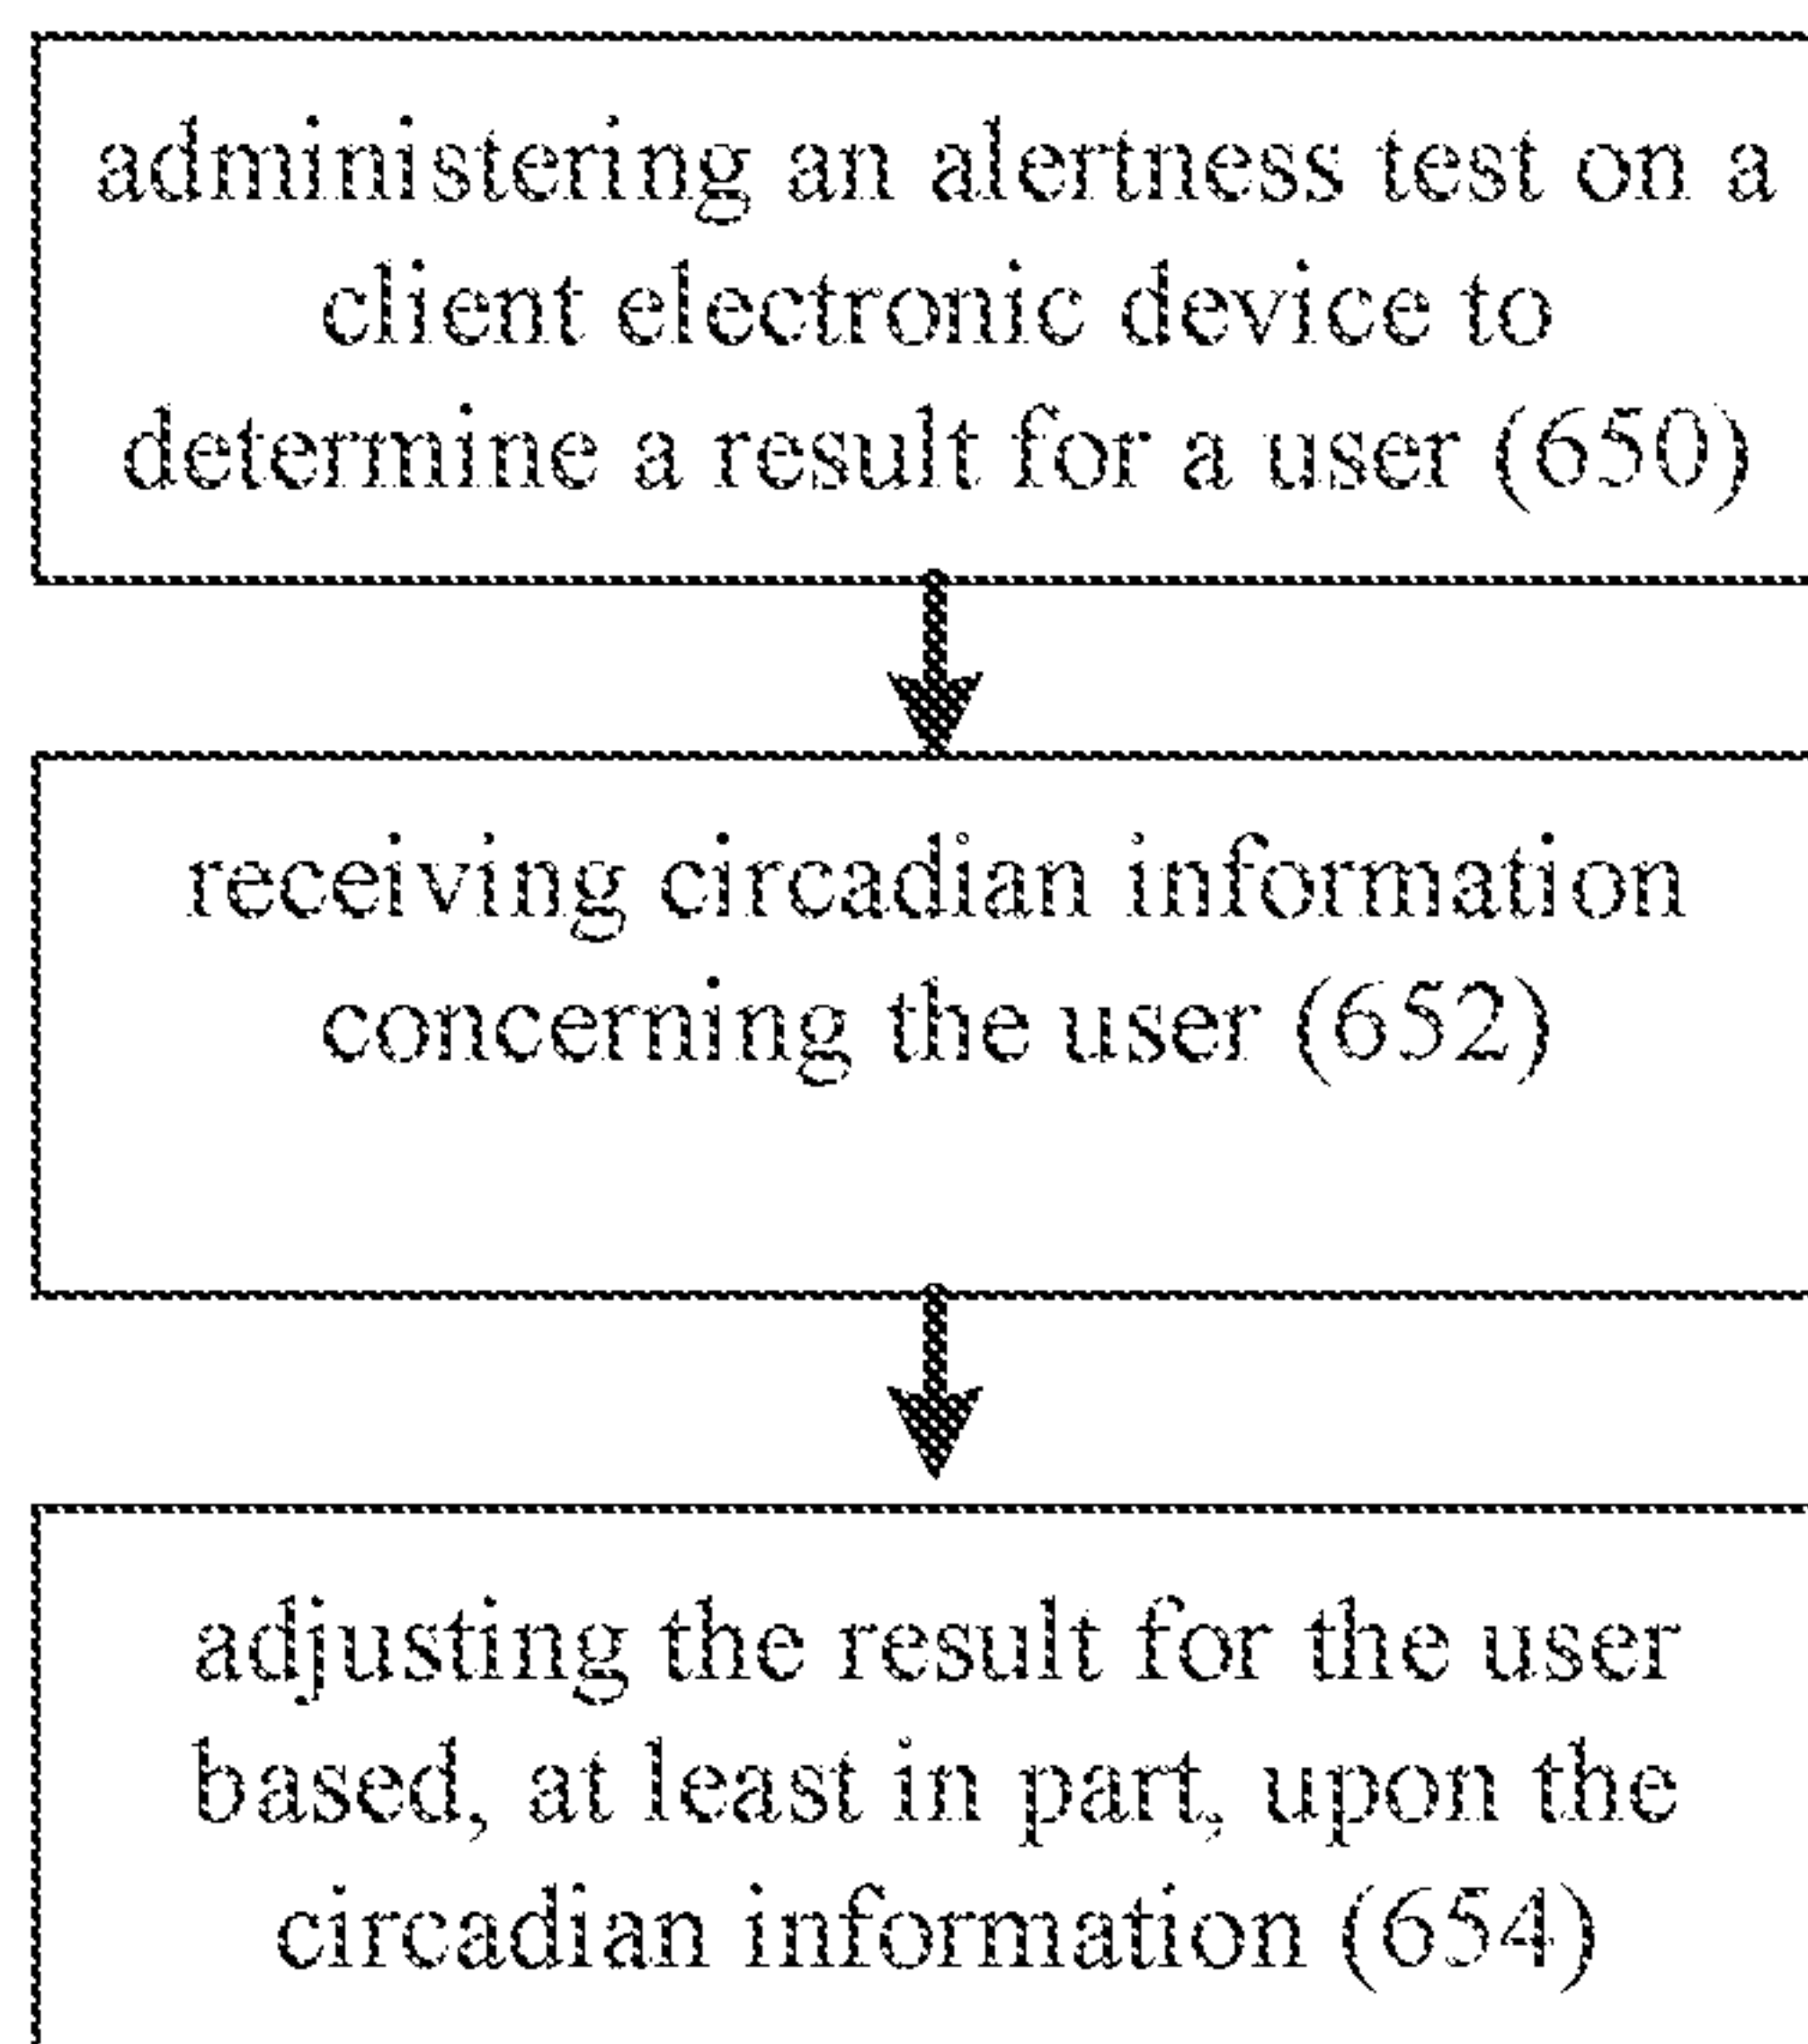 administering an alertness test on a
client electronic device to
determine a result for a user (650)
receiving circadian information
concerning the user (652)
adjusting the result for the user
based, at least in part, upon the
circadian information (654)